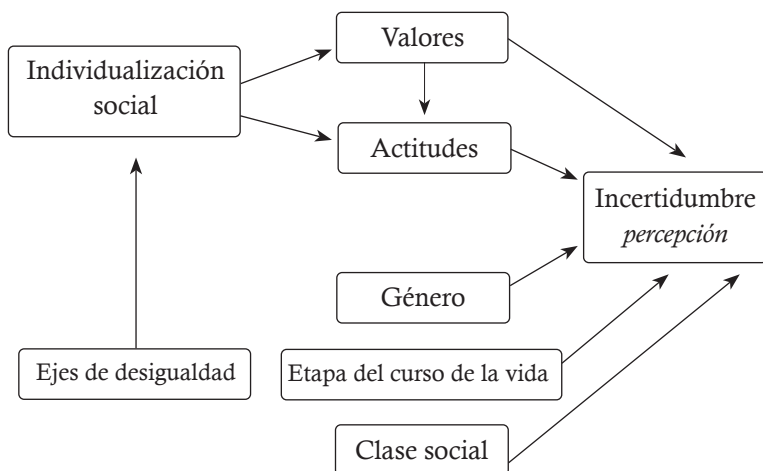 Valores
Individualización
social
Actitudes
Incertidumbre
percepción
Género
Ejes de desigualdad
Etapa del curso de la vida
Clase social